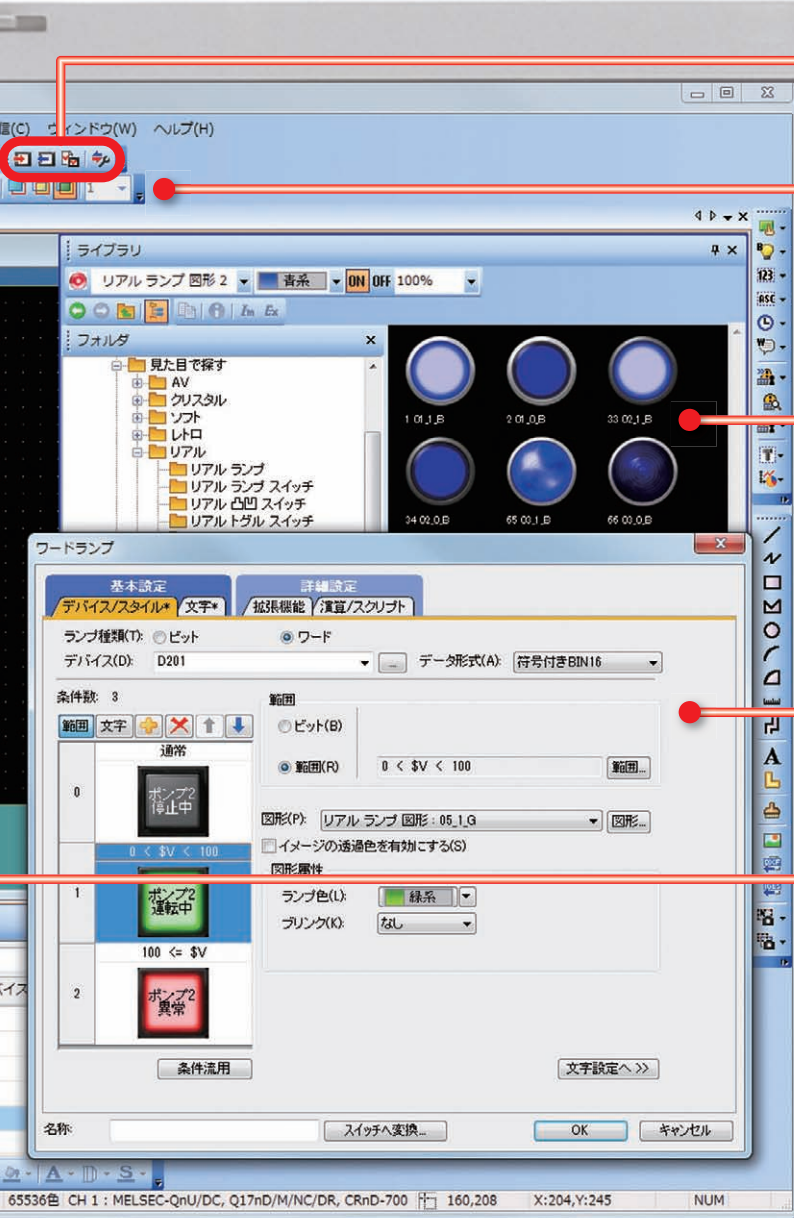 信(C) ウィンドウ(W) ヘルプ(H)
1
ライブラリ
リアル ランプ 図形 2 青系 ON OFF 100%
Im Ex
フォルダ
見た目で探す
AV
クリスタル
ソフト
レトロ
リアル
リアル ランプ
リアル ランプ スイッチ
リアル 凸凹 スイッチ
リアル トグル スイッチ
1 01_1_B
2 01_0_B
33 02_1_B
34 02_0_B
65 03_1_B
66 03_0_B
123
ASC
ワードランプ
基本設定
詳細設定
デバイス/スタイル* 文字* 拡張機能 演算/スクリプト
ランプ種類(T): ビット ワード
デバイス(D): D201 ... データ形式(A): 符号付きBIN16
条件数: 3
範囲 文字
範囲
ビット(B)
範囲(R) 0 < $V < 100 範囲...
通常
0
ポンプ2
停止中
0 < $V < 100
1
ポンプ2
運転中
100 <= $V
2
ポンプ2
異常
図形(P): リアル ランプ 図形 : 05_1_G 図形...
イメージの透過色を有効にする(S)
図形属性
ランプ色(L): 緑系
ブリンク(K): なし
条件流用
文字設定へ >>
名称:
スイッチへ変換...
OK
キャンセル
バイス
A
65536色 CH 1 : MELSEC-QnU/DC, Q17nD/M/NC/DR, CRnD-700 160,208 X:204,Y:245 NUM